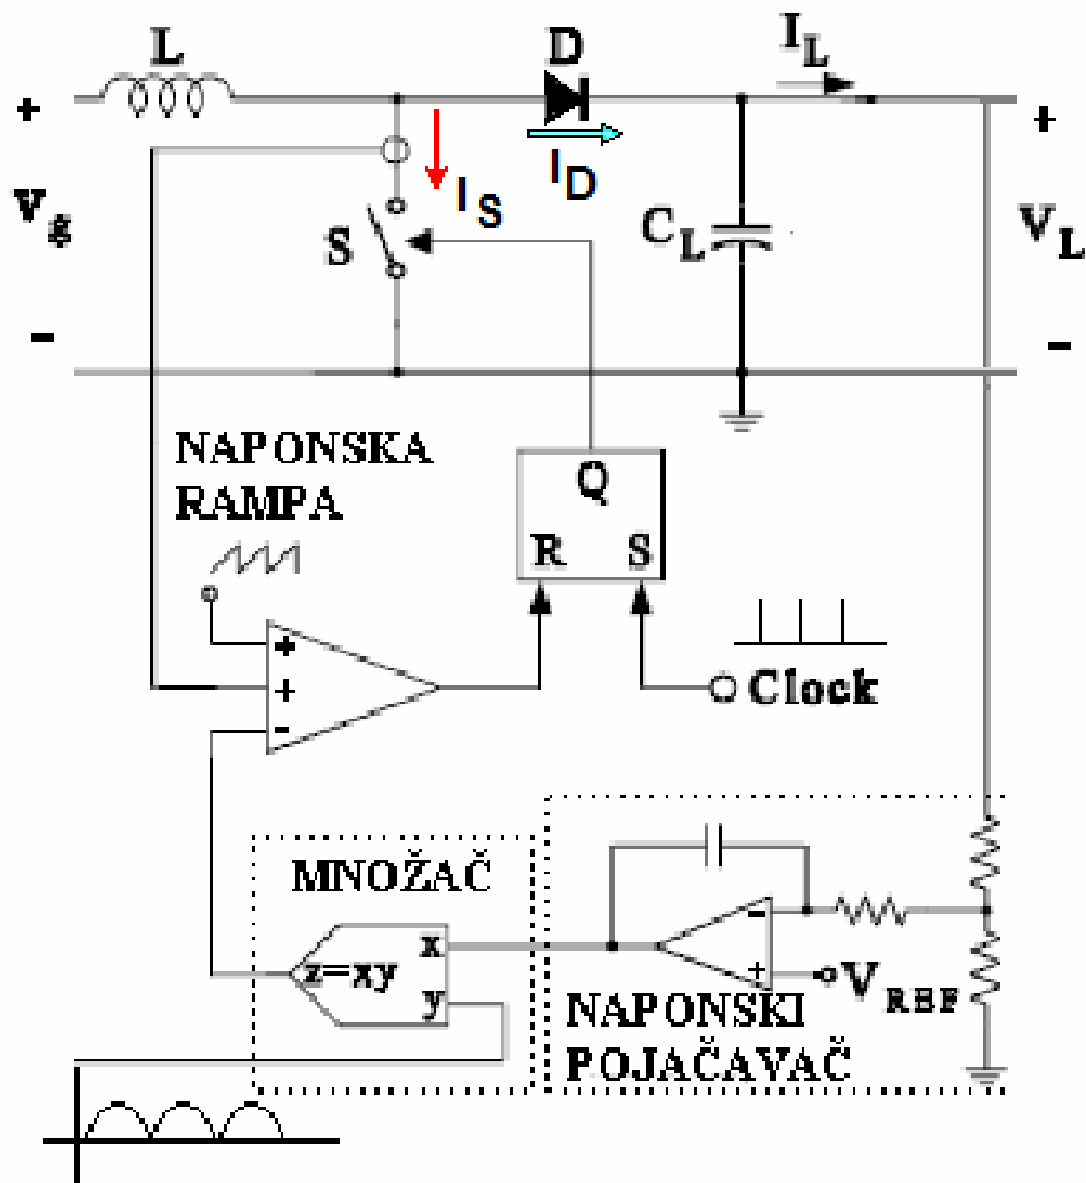 L
D
I_L
+
+
I_D
I_S
V_g
S
C_L
V_L
-
-
NAPONSKA
RAMPA
Q
R S
+
+
-
Clock
MNOŽAČ
x
z=xy
y
-
+
V_REF
NAPONSKI
POJAČAVAČ